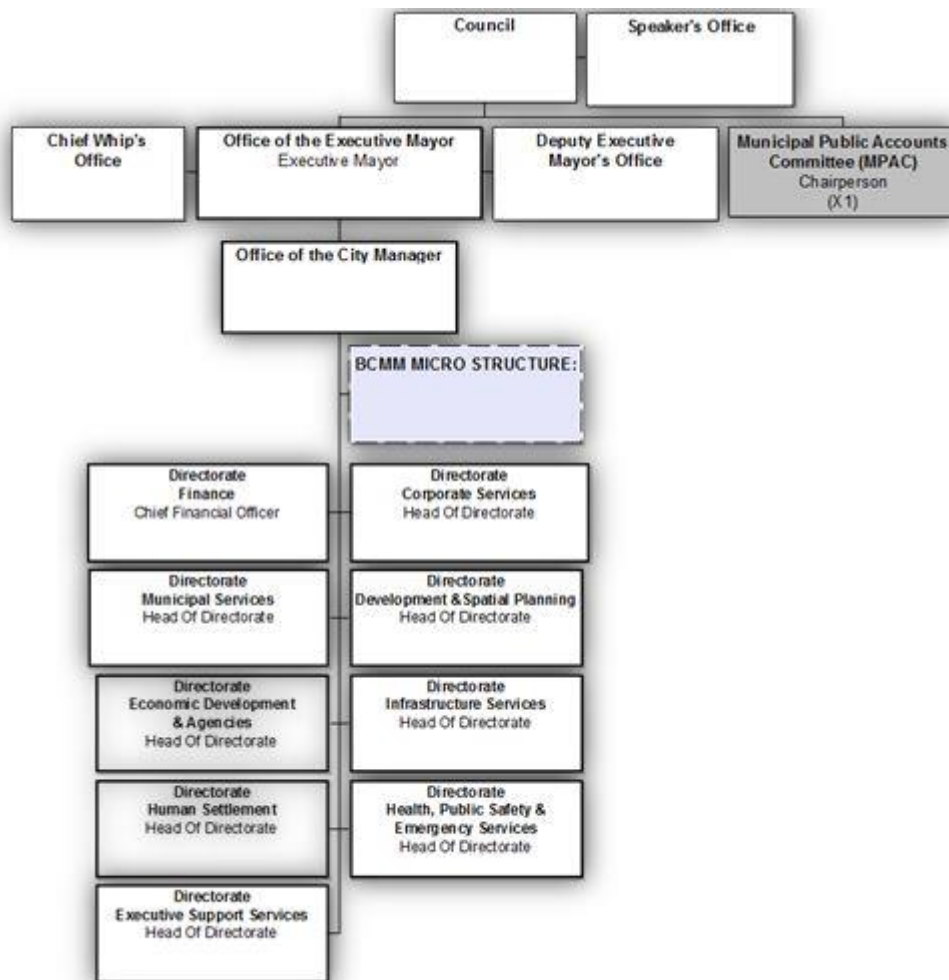 Council
Speaker's Office
Chief Whip's
Office
Office of the Executive Mayor
Executive Mayor
Deputy Executive
Mayor's Office
Municipal Public Accounts
Committee (MPAC)
Chairperson
(X1)
Office of the City Manager
BCMM MICRO STRUCTURE:
Directorate
Finance
Chief Financial Officer
Directorate
Corporate Services
Head Of Directorate
Directorate
Municipal Services
Head Of Directorate
Directorate
Development & Spatial Planning
Head Of Directorate
Directorate
Economic Development
& Agencies
Head Of Directorate
Directorate
Infrastructure Services
Head Of Directorate
Directorate
Human Settlement
Head Of Directorate
Directorate
Health, Public Safety &
Emergency Services
Head Of Directorate
Directorate
Executive Support Services
Head Of Directorate